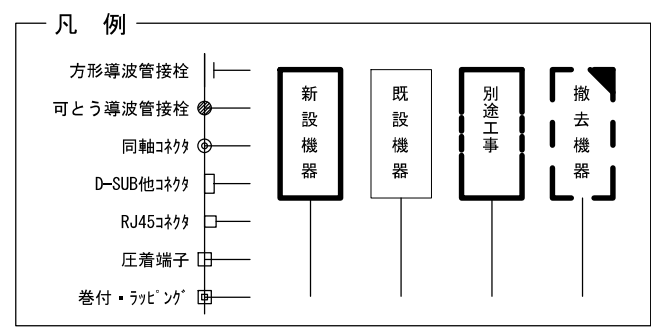 凡 例
方形導波管接栓
可とう導波管接栓
同軸ｺﾈｸﾀ
D-SUB他ｺﾈｸﾀ
RJ45ｺﾈｸﾀ
圧着端子
巻付・ﾗｯﾋﾟﾝｸﾞ
新設機器
既設機器
別途工事
撤去機器